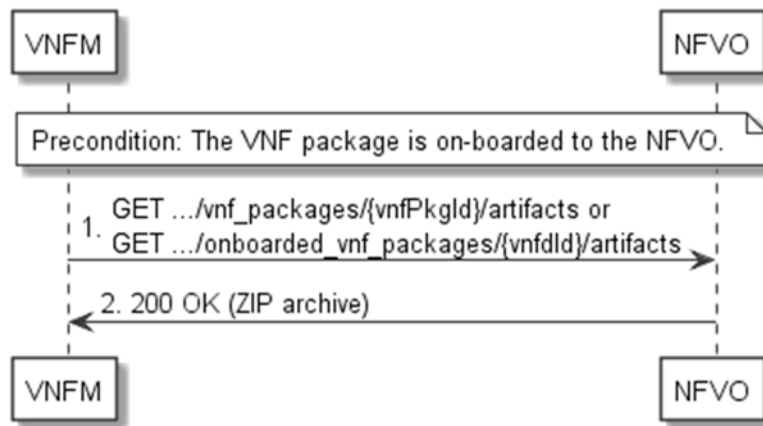 VNFM
NFVO
Precondition: The VNF package is on-boarded to the NFVO.
1. GET .../vnf_packages/{vnfPkgId}/artifacts or
GET .../onboarded_vnf_packages/{vnfdId}/artifacts
2. 200 OK (ZIP archive)
VNFM
NFVO